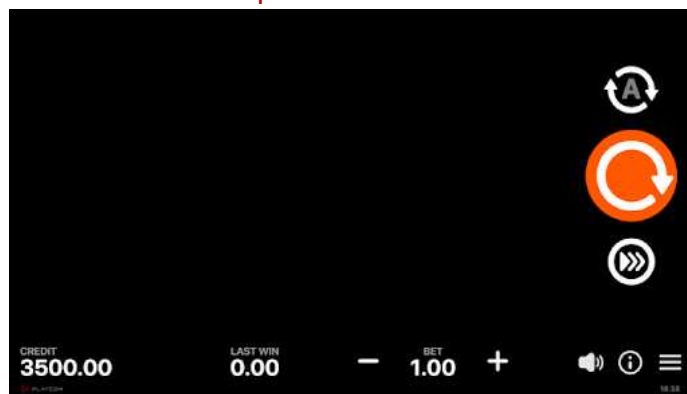 A
CREDIT
3500.00
LAST WIN
0.00
BET
1.00
PLAYSON
18:38